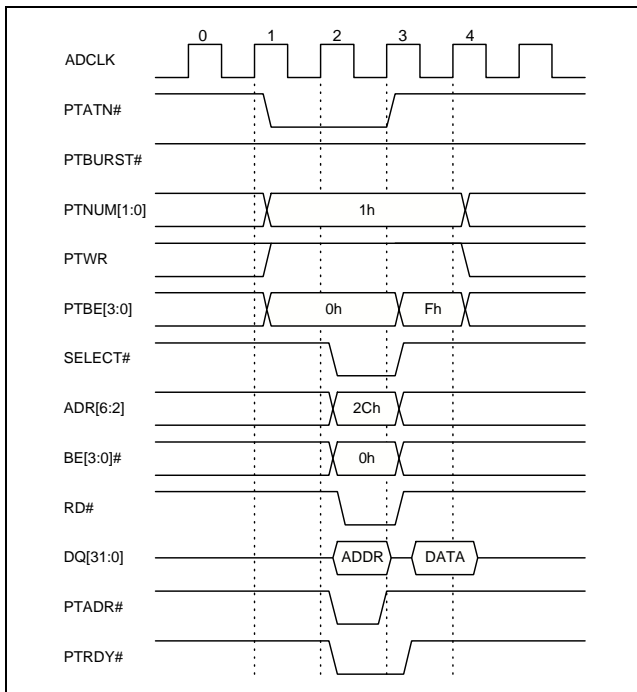 0 1 2 3 4
ADCLK
PTATN#
PTBURST#
PTNUM[1:0] 1h
PTWR
PTBE[3:0] 0h Fh
SELECT#
ADR[6:2] 2Ch
BE[3:0]# 0h
RD#
DQ[31:0] ADDR DATA
PTADR#
PTRDY#